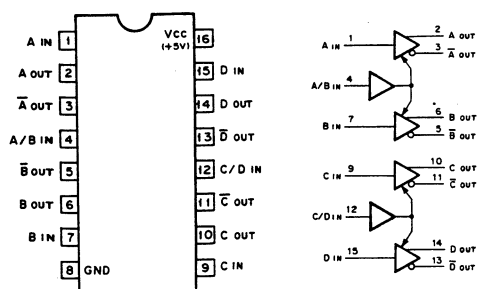 A IN 1
A OUT 2
A̅ OUT 3
A/B IN 4
B̅ OUT 5
B OUT 6
B IN 7
8 GND
VCC 16
(+5V)
15 D IN
14 D OUT
13 D̅ OUT
12 C/D IN
11 C̅ OUT
10 C OUT
9 C IN
A IN 1
2 A OUT
3 A̅ OUT
A/B IN 4
B IN 7
6 B OUT
5 B̅ OUT
C IN 9
10 C OUT
11 C̅ OUT
C/D IN 12
D IN 15
14 D OUT
13 D̅ OUT